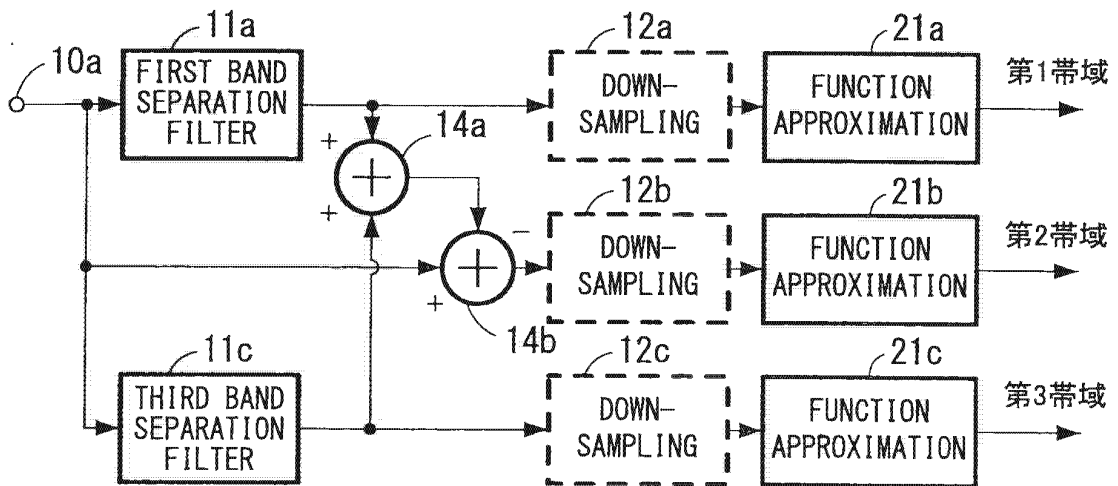 10a
11a
FIRST BAND
SEPARATION
FILTER
12a
DOWN-
SAMPLING
21a
FUNCTION
APPROXIMATION
第1帯域
+
+
+
14a
12b
DOWN-
SAMPLING
21b
FUNCTION
APPROXIMATION
第2帯域
−
+
+
14b
11c
THIRD BAND
SEPARATION
FILTER
12c
DOWN-
SAMPLING
21c
FUNCTION
APPROXIMATION
第3帯域